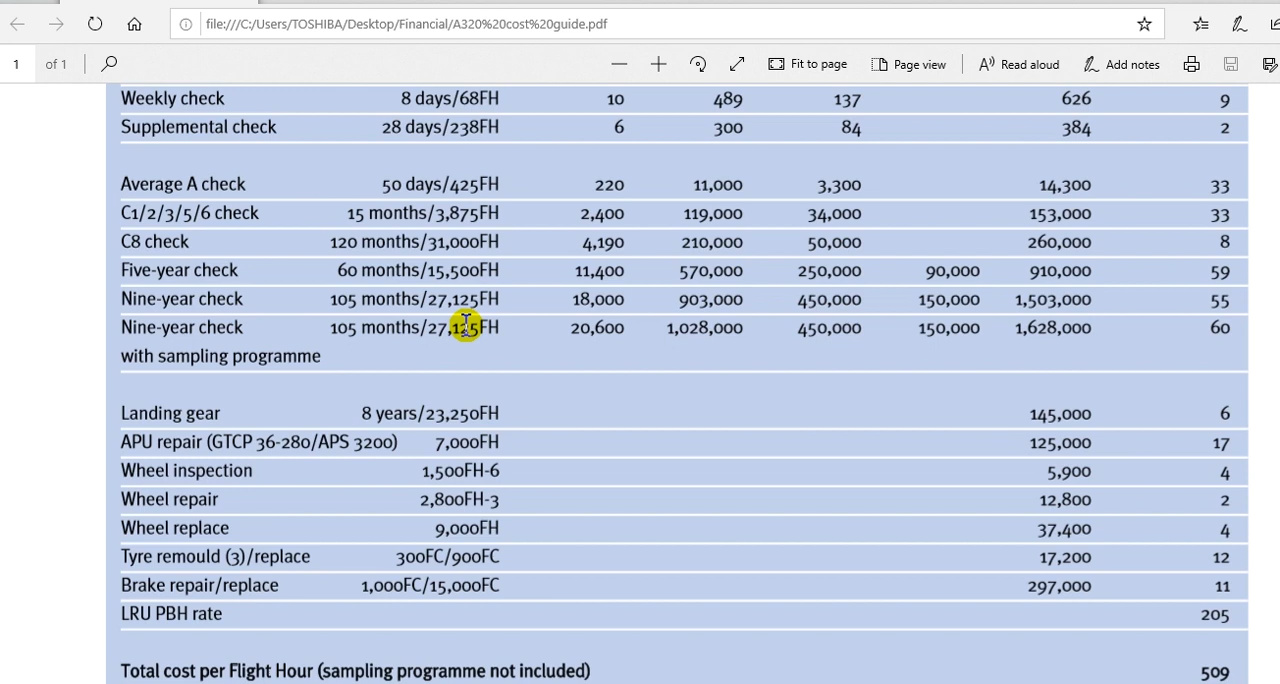 file:///C:/Users/TOSHIBA/Desktop/Financial/A320%20cost%20guide.pdf
1 of 1 Fit to page Page view Read aloud Add notes
Weekly check 8 days/68FH 10 489 137 626 9
Supplemental check 28 days/238FH 6 300 84 384 2
Average A check 50 days/425FH 220 11,000 3,300 14,300 33
C1/2/3/5/6 check 15 months/3,875FH 2,400 119,000 34,000 153,000 33
C8 check 120 months/31,000FH 4,190 210,000 50,000 260,000 8
Five-year check 60 months/15,500FH 11,400 570,000 250,000 90,000 910,000 59
Nine-year check 105 months/27,125FH 18,000 903,000 450,000 150,000 1,503,000 55
Nine-year check 105 months/27,125FH 20,600 1,028,000 450,000 150,000 1,628,000 60
with sampling programme
Landing gear 8 years/23,250FH 145,000 6
APU repair (GTCP 36-280/APS 3200) 7,000FH 125,000 17
Wheel inspection 1,500FH-6 5,900 4
Wheel repair 2,800FH-3 12,800 2
Wheel replace 9,000FH 37,400 4
Tyre remould (3)/replace 300FC/900FC 17,200 12
Brake repair/replace 1,000FC/15,000FC 297,000 11
LRU PBH rate 205
Total cost per Flight Hour (sampling programme not included) 509